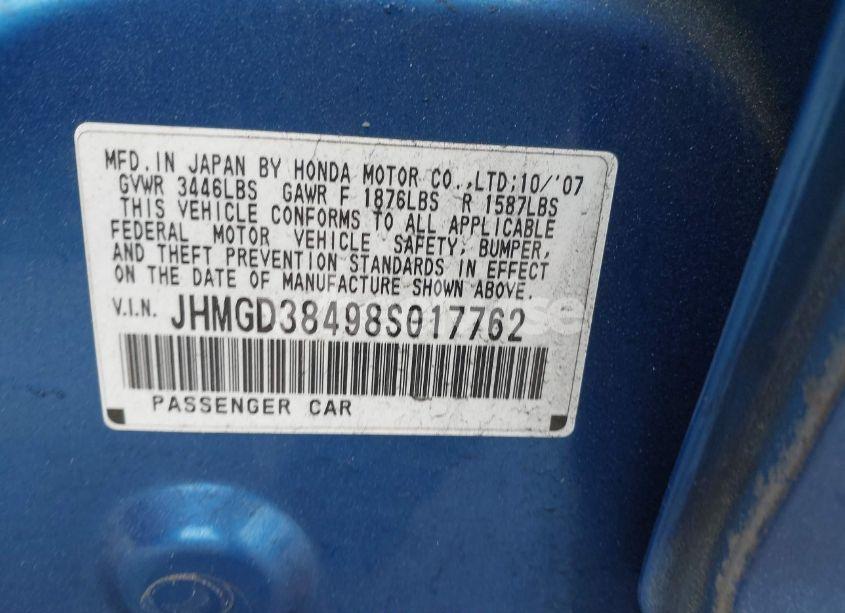 MFD. IN JAPAN BY HONDA MOTOR CO.,LTD;10/'07
GVWR 3446LBS GAWR F 1876LBS R 1587LBS
THIS VEHICLE CONFORMS TO ALL APPLICABLE
FEDERAL MOTOR VEHICLE SAFETY, BUMPER,
AND THEFT PREVENTION STANDARDS IN EFFECT
ON THE DATE OF MANUFACTURE SHOWN ABOVE.
V.I.N. JHMGD38498S017762
PASSENGER CAR